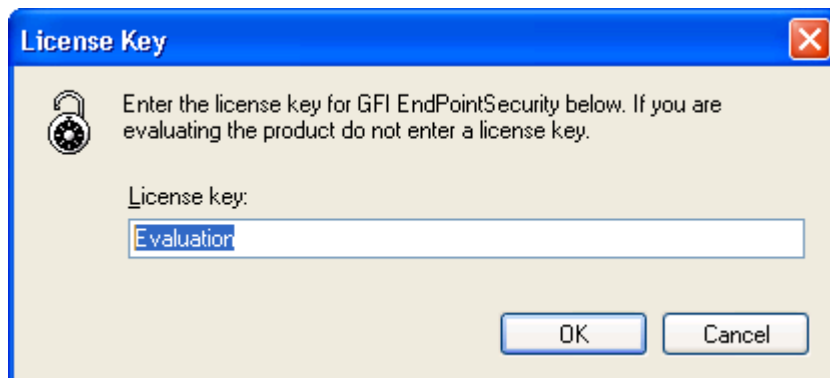 License Key
Enter the license key for GFI EndPointSecurity below. If you are
evaluating the product do not enter a license key.
License key:
Evaluation
OK
Cancel